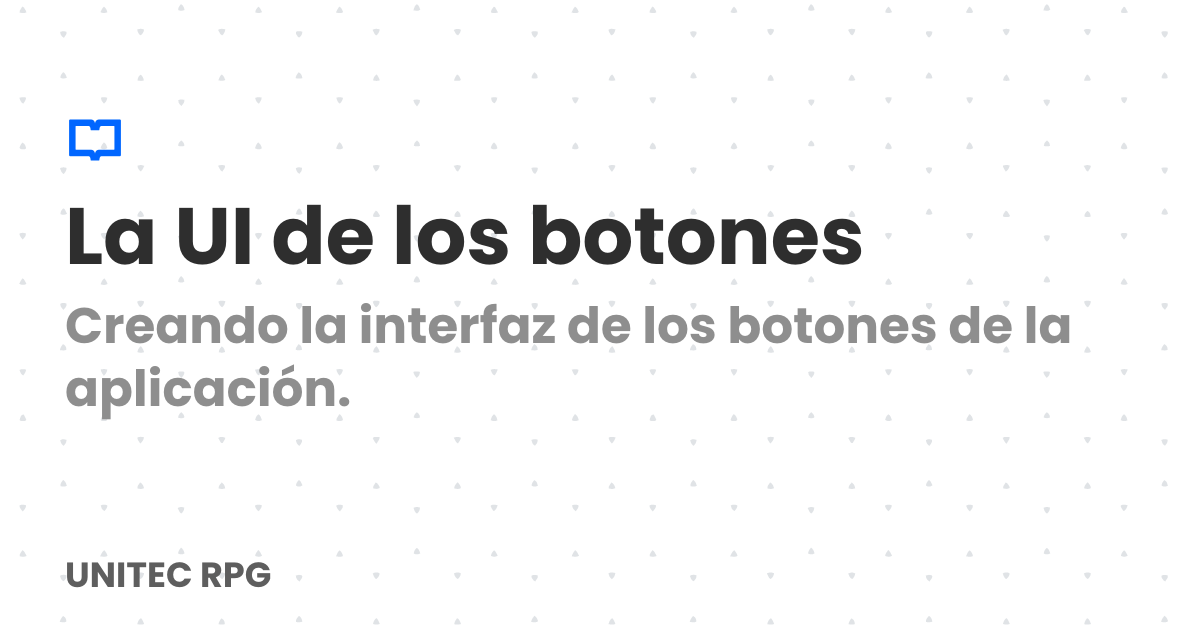 La UI de los botones
Creando la interfaz de los botones de la
aplicación.
UNITEC RPG